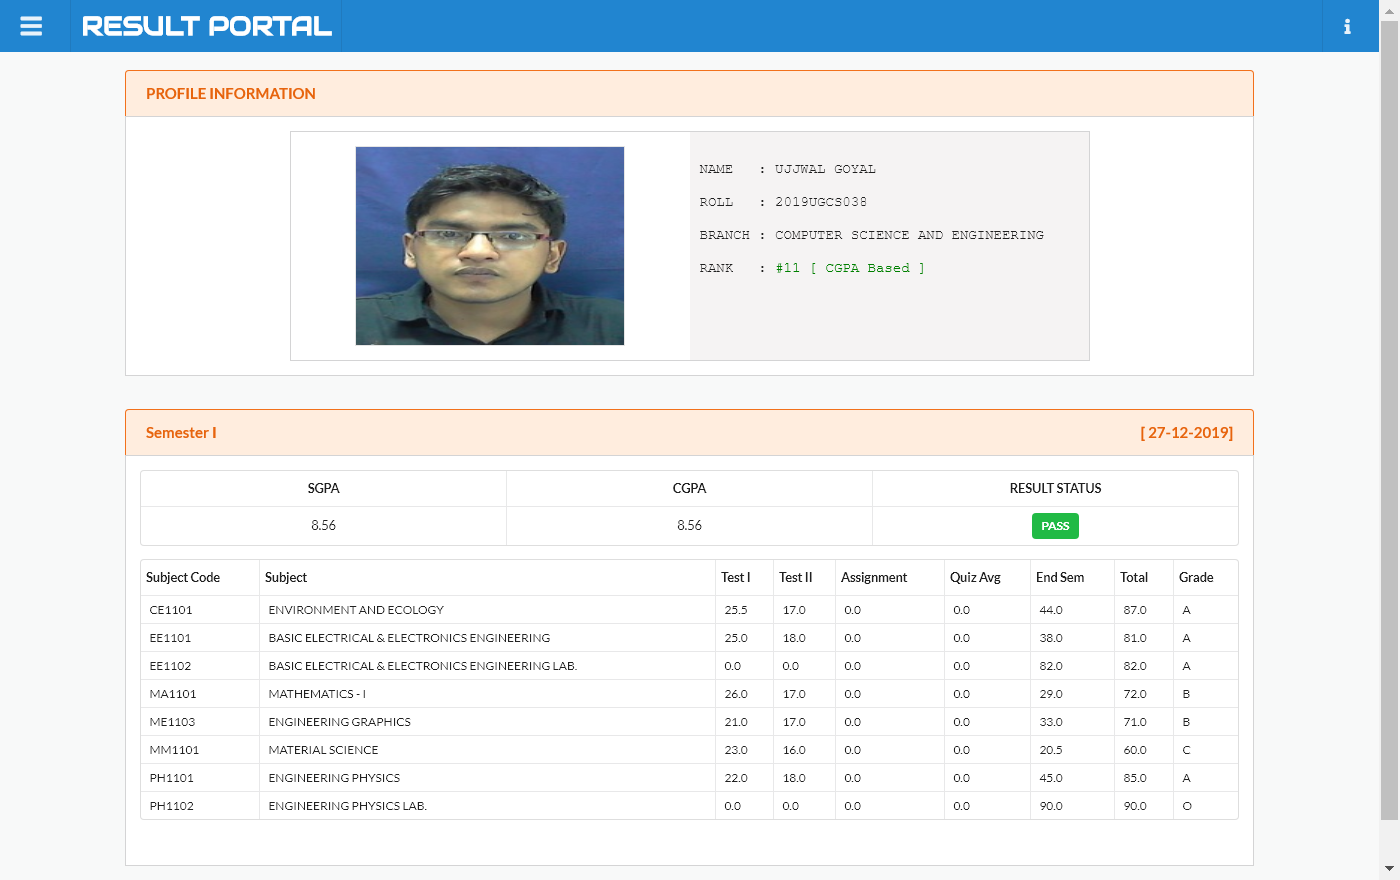 RESULT PORTAL
PROFILE INFORMATION
NAME : UJJWAL GOYAL
ROLL : 2019UGCS038
BRANCH : COMPUTER SCIENCE AND ENGINEERING
RANK : #11 [ CGPA Based ]
Semester I [ 27-12-2019]
SGPA CGPA RESULT STATUS
8.56 8.56 PASS
Subject Code Subject Test I Test II Assignment Quiz Avg End Sem Total Grade
CE1101 ENVIRONMENT AND ECOLOGY 25.5 17.0 0.0 0.0 44.0 87.0 A
EE1101 BASIC ELECTRICAL & ELECTRONICS ENGINEERING 25.0 18.0 0.0 0.0 38.0 81.0 A
EE1102 BASIC ELECTRICAL & ELECTRONICS ENGINEERING LAB. 0.0 0.0 0.0 0.0 82.0 82.0 A
MA1101 MATHEMATICS - I 26.0 17.0 0.0 0.0 29.0 72.0 B
ME1103 ENGINEERING GRAPHICS 21.0 17.0 0.0 0.0 33.0 71.0 B
MM1101 MATERIAL SCIENCE 23.0 16.0 0.0 0.0 20.5 60.0 C
PH1101 ENGINEERING PHYSICS 22.0 18.0 0.0 0.0 45.0 85.0 A
PH1102 ENGINEERING PHYSICS LAB. 0.0 0.0 0.0 0.0 90.0 90.0 O